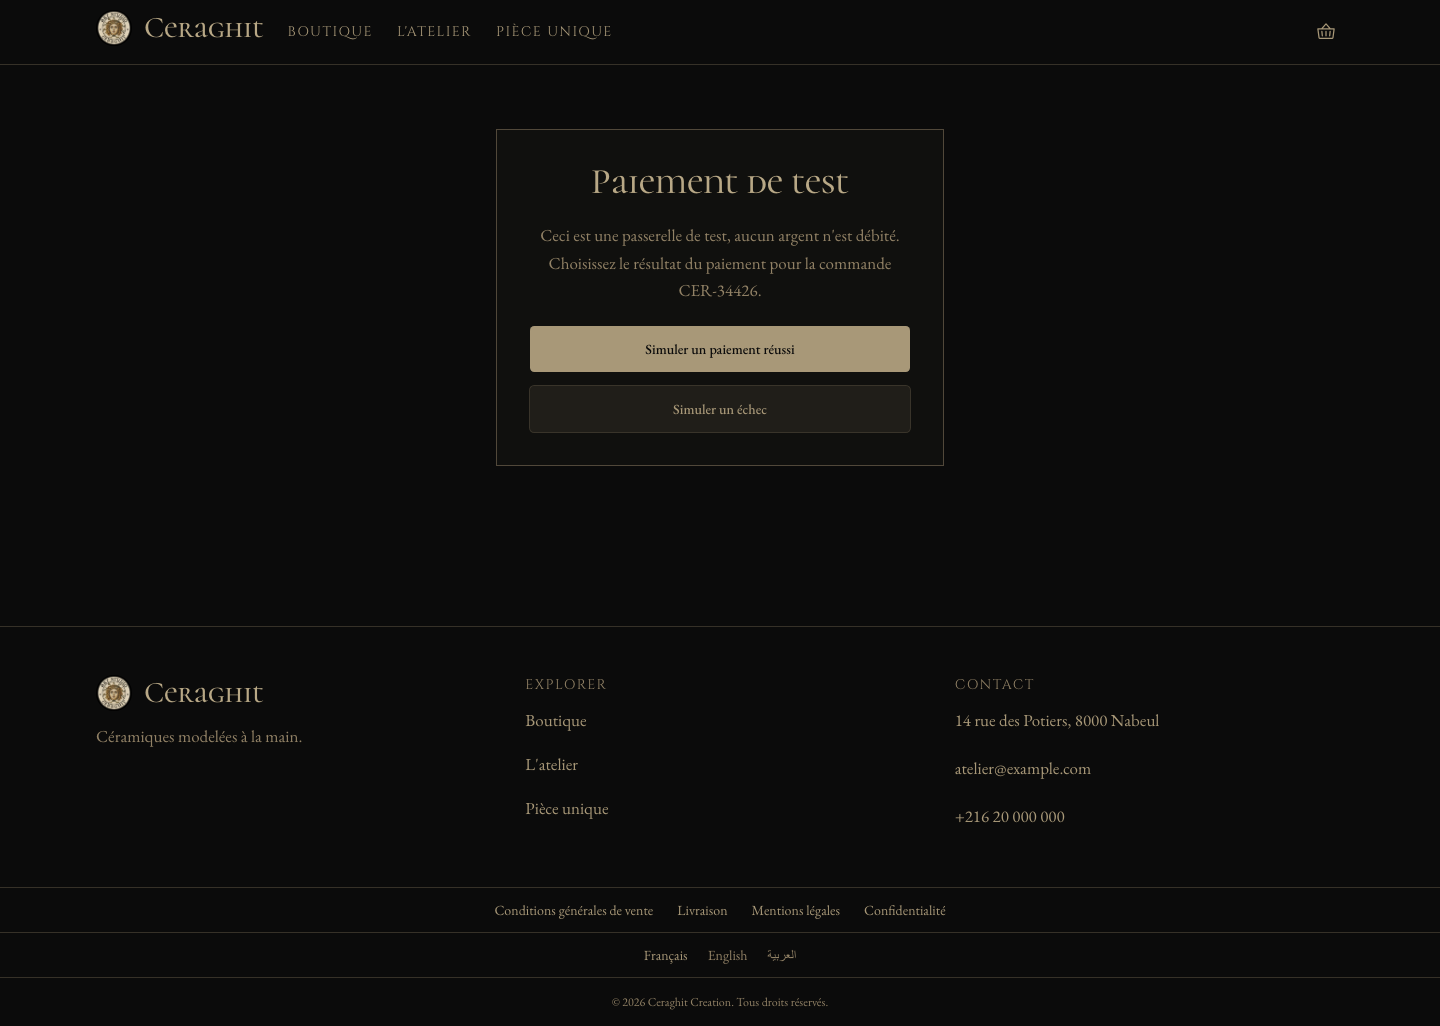 Ceraghit
BOUTIQUE
L'ATELIER
PIÈCE UNIQUE
Paiement de test
Ceci est une passerelle de test, aucun argent n'est débité.
Choisissez le résultat du paiement pour la commande
CER-34426.
Simuler un paiement réussi
Simuler un échec
Ceraghit
Céramiques modelées à la main.
EXPLORER
Boutique
L'atelier
Pièce unique
CONTACT
14 rue des Potiers, 8000 Nabeul
atelier@example.com
+216 20 000 000
Conditions générales de vente Livraison Mentions légales Confidentialité
Français English العربية
© 2026 Ceraghit Creation. Tous droits réservés.